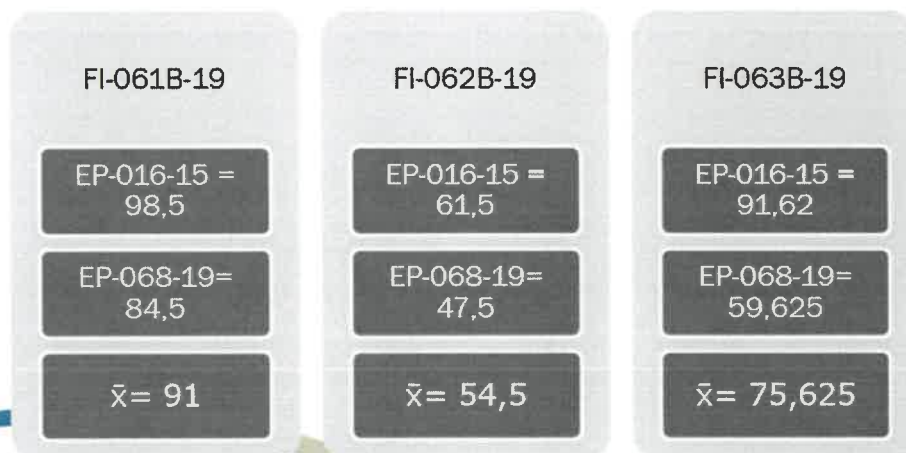 FI-061B-19
EP-016-15 =
98,5
EP-068-19=
84,5
x̄= 91
FI-062B-19
EP-016-15 =
61,5
EP-068-19=
47,5
x̄= 54,5
FI-063B-19
EP-016-15 =
91,62
EP-068-19=
59,625
x̄= 75,625